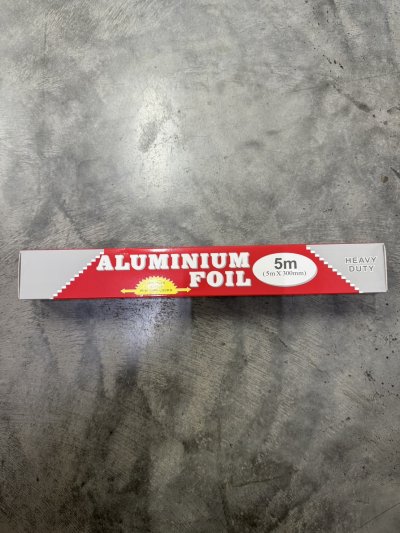 ALUMINIUM
FOIL
5m
(5m X 300mm)
HEAVY
DUTY